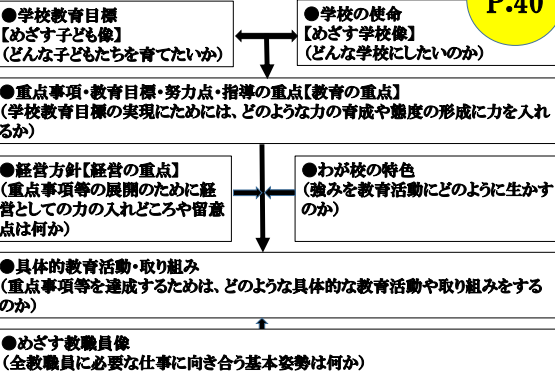 P.40
●学校教育目標
【めざす子ども像】
(どんな子どもたちを育てたいか)
●学校の使命
【めざす学校像】
(どんな学校にしたいのか)
●重点事項・教育目標・努力点・指導の重点【教育の重点】
(学校教育目標の実現にためには、どのような力の育成や態度の形成に力を入れ
るか)
●経営方針【経営の重点】
(重点事項等の展開のために経
営としての力の入れどころや留意
点は何か)
●わが校の特色
(強みを教育活動にどのように生かす
のか)
●具体的教育活動・取り組み
(重点事項等を達成するためは、どのような具体的な教育活動や取り組みをする
のか)
●めざす教職員像
(全教職員に必要な仕事に向き合う基本姿勢は何か)